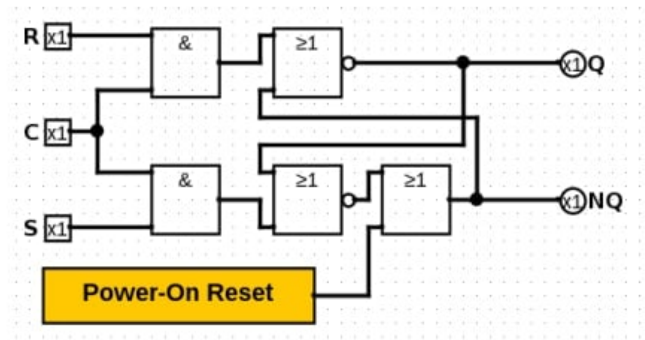 R x1 & ≥1 x1 Q
C x1
& ≥1 ≥1 x1 NQ
S x1
Power-On Reset